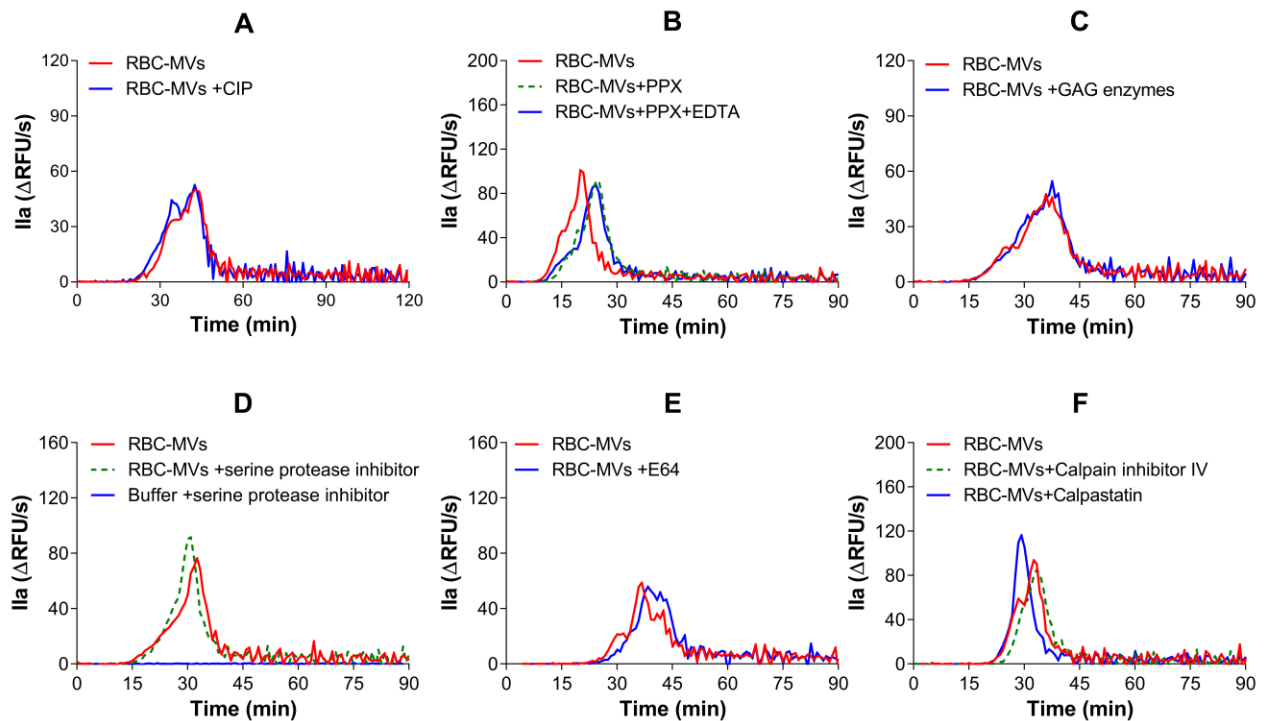 A
RBC-MVs
RBC-MVs +CIP
120
90
60
30
0
IIa (ΔRFU/s)
0 30 60 90 120
Time (min)
B
RBC-MVs
RBC-MVs+PPX
RBC-MVs+PPX+EDTA
200
160
120
80
40
0
IIa (ΔRFU/s)
0 15 30 45 60 75 90
Time (min)
C
RBC-MVs
RBC-MVs +GAG enzymes
120
90
60
30
0
IIa (ΔRFU/s)
0 15 30 45 60 75 90
Time (min)
D
RBC-MVs
RBC-MVs +serine protease inhibitor
Buffer +serine protease inhibitor
160
120
80
40
0
IIa (ΔRFU/s)
0 15 30 45 60 75 90
Time (min)
E
RBC-MVs
RBC-MVs +E64
160
120
80
40
0
IIa (ΔRFU/s)
0 15 30 45 60 75 90
Time (min)
F
RBC-MVs
RBC-MVs+Calpain inhibitor IV
RBC-MVs+Calpastatin
200
160
120
80
40
0
IIa (ΔRFU/s)
0 15 30 45 60 75 90
Time (min)